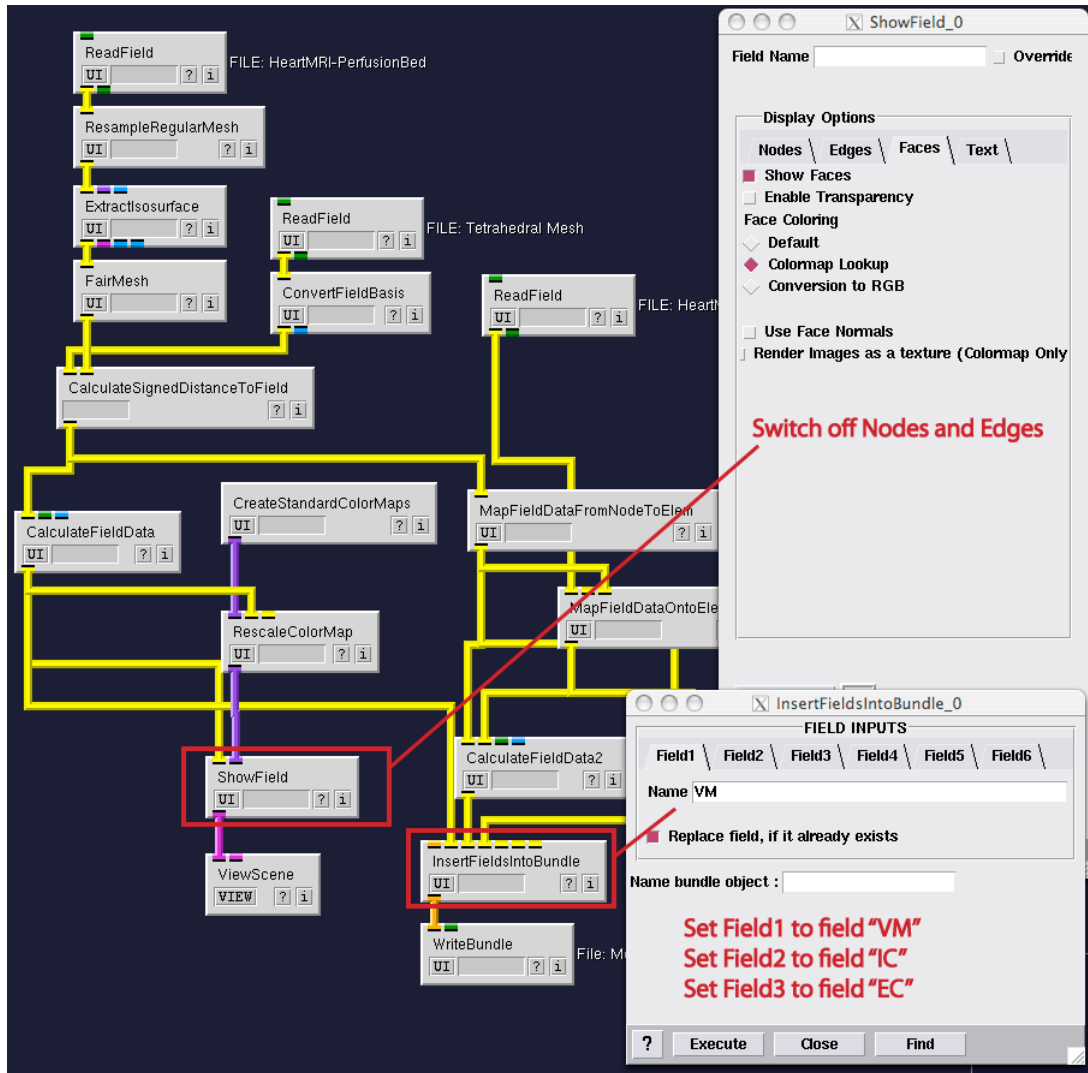 ReadField
UI ? i
FILE: HeartMRI-PerfusionBed
ResampleRegularMesh
UI ? i
ExtractIsosurface
UI ? i
FairMesh
UI ? i
ReadField
UI ? i
FILE: Tetrahedral Mesh
ConvertFieldBasis
UI ? i
ReadField
UI ? i
FILE:
CalculateSignedDistanceToField
? i
CalculateFieldData
UI ? i
CreateStandardColorMaps
UI ? i
MapFieldDataFromNodeToElem
UI ? i
RescaleColorMap
UI ? i
UI
ShowField
UI ? i
CalculateFieldData2
UI ? i
ViewScene
VIEW ? i
InsertFieldsIntoBundle
UI ? i
WriteBundle
UI ? i
File:
X ShowField_0
Field Name Override
Display Options
Nodes \ Edges \ Faces \ Text \
Show Faces
Enable Transparency
Face Coloring
Default
Colormap Lookup
Conversion to RGB
Use Face Normals
Render Images as a texture (Colormap Only
Switch off Nodes and Edges
X InsertFieldsIntoBundle_0
FIELD INPUTS
Field1 \ Field2 \ Field3 \ Field4 \ Field5 \ Field6 \
Name VM
Replace field, if it already exists
Name bundle object :
Set Field1 to field “VM”
Set Field2 to field “IC”
Set Field3 to field “EC”
? Execute Close Find